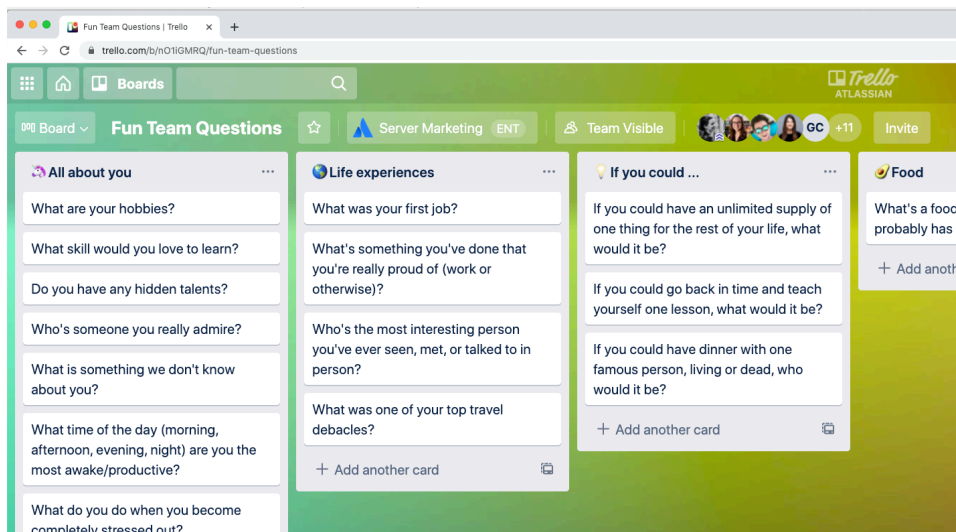 Fun Team Questions | Trello
trello.com/b/nO1iGMRQ/fun-team-questions
Boards
Trello
ATLASSIAN
Board
Fun Team Questions
Server Marketing ENT
Team Visible
GC
+11
Invite
All about you
What are your hobbies?
What skill would you love to learn?
Do you have any hidden talents?
Who's someone you really admire?
What is something we don't know
about you?
What time of the day (morning,
afternoon, evening, night) are you the
most awake/productive?
What do you do when you become
completely stressed out?
Life experiences
What was your first job?
What's something you've done that
you're really proud of (work or
otherwise)?
Who's the most interesting person
you've ever seen, met, or talked to in
person?
What was one of your top travel
debacles?
+ Add another card
If you could ...
If you could have an unlimited supply of
one thing for the rest of your life, what
would it be?
If you could go back in time and teach
yourself one lesson, what would it be?
If you could have dinner with one
famous person, living or dead, who
would it be?
+ Add another card
Food
What's a food
probably has
+ Add anoth